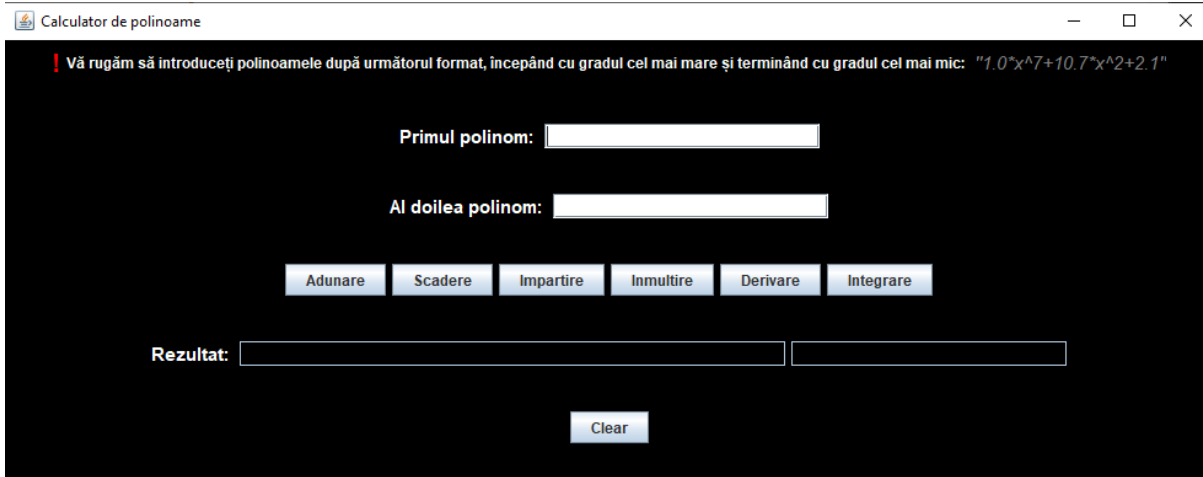 Calculator de polinoame
! Vă rugăm să introduceți polinoamele după următorul format, începând cu gradul cel mai mare și terminând cu gradul cel mai mic: "1.0*x^7+10.7*x^2+2.1"
Primul polinom:
Al doilea polinom:
Adunare Scadere Impartire Inmultire Derivare Integrare
Rezultat:
Clear